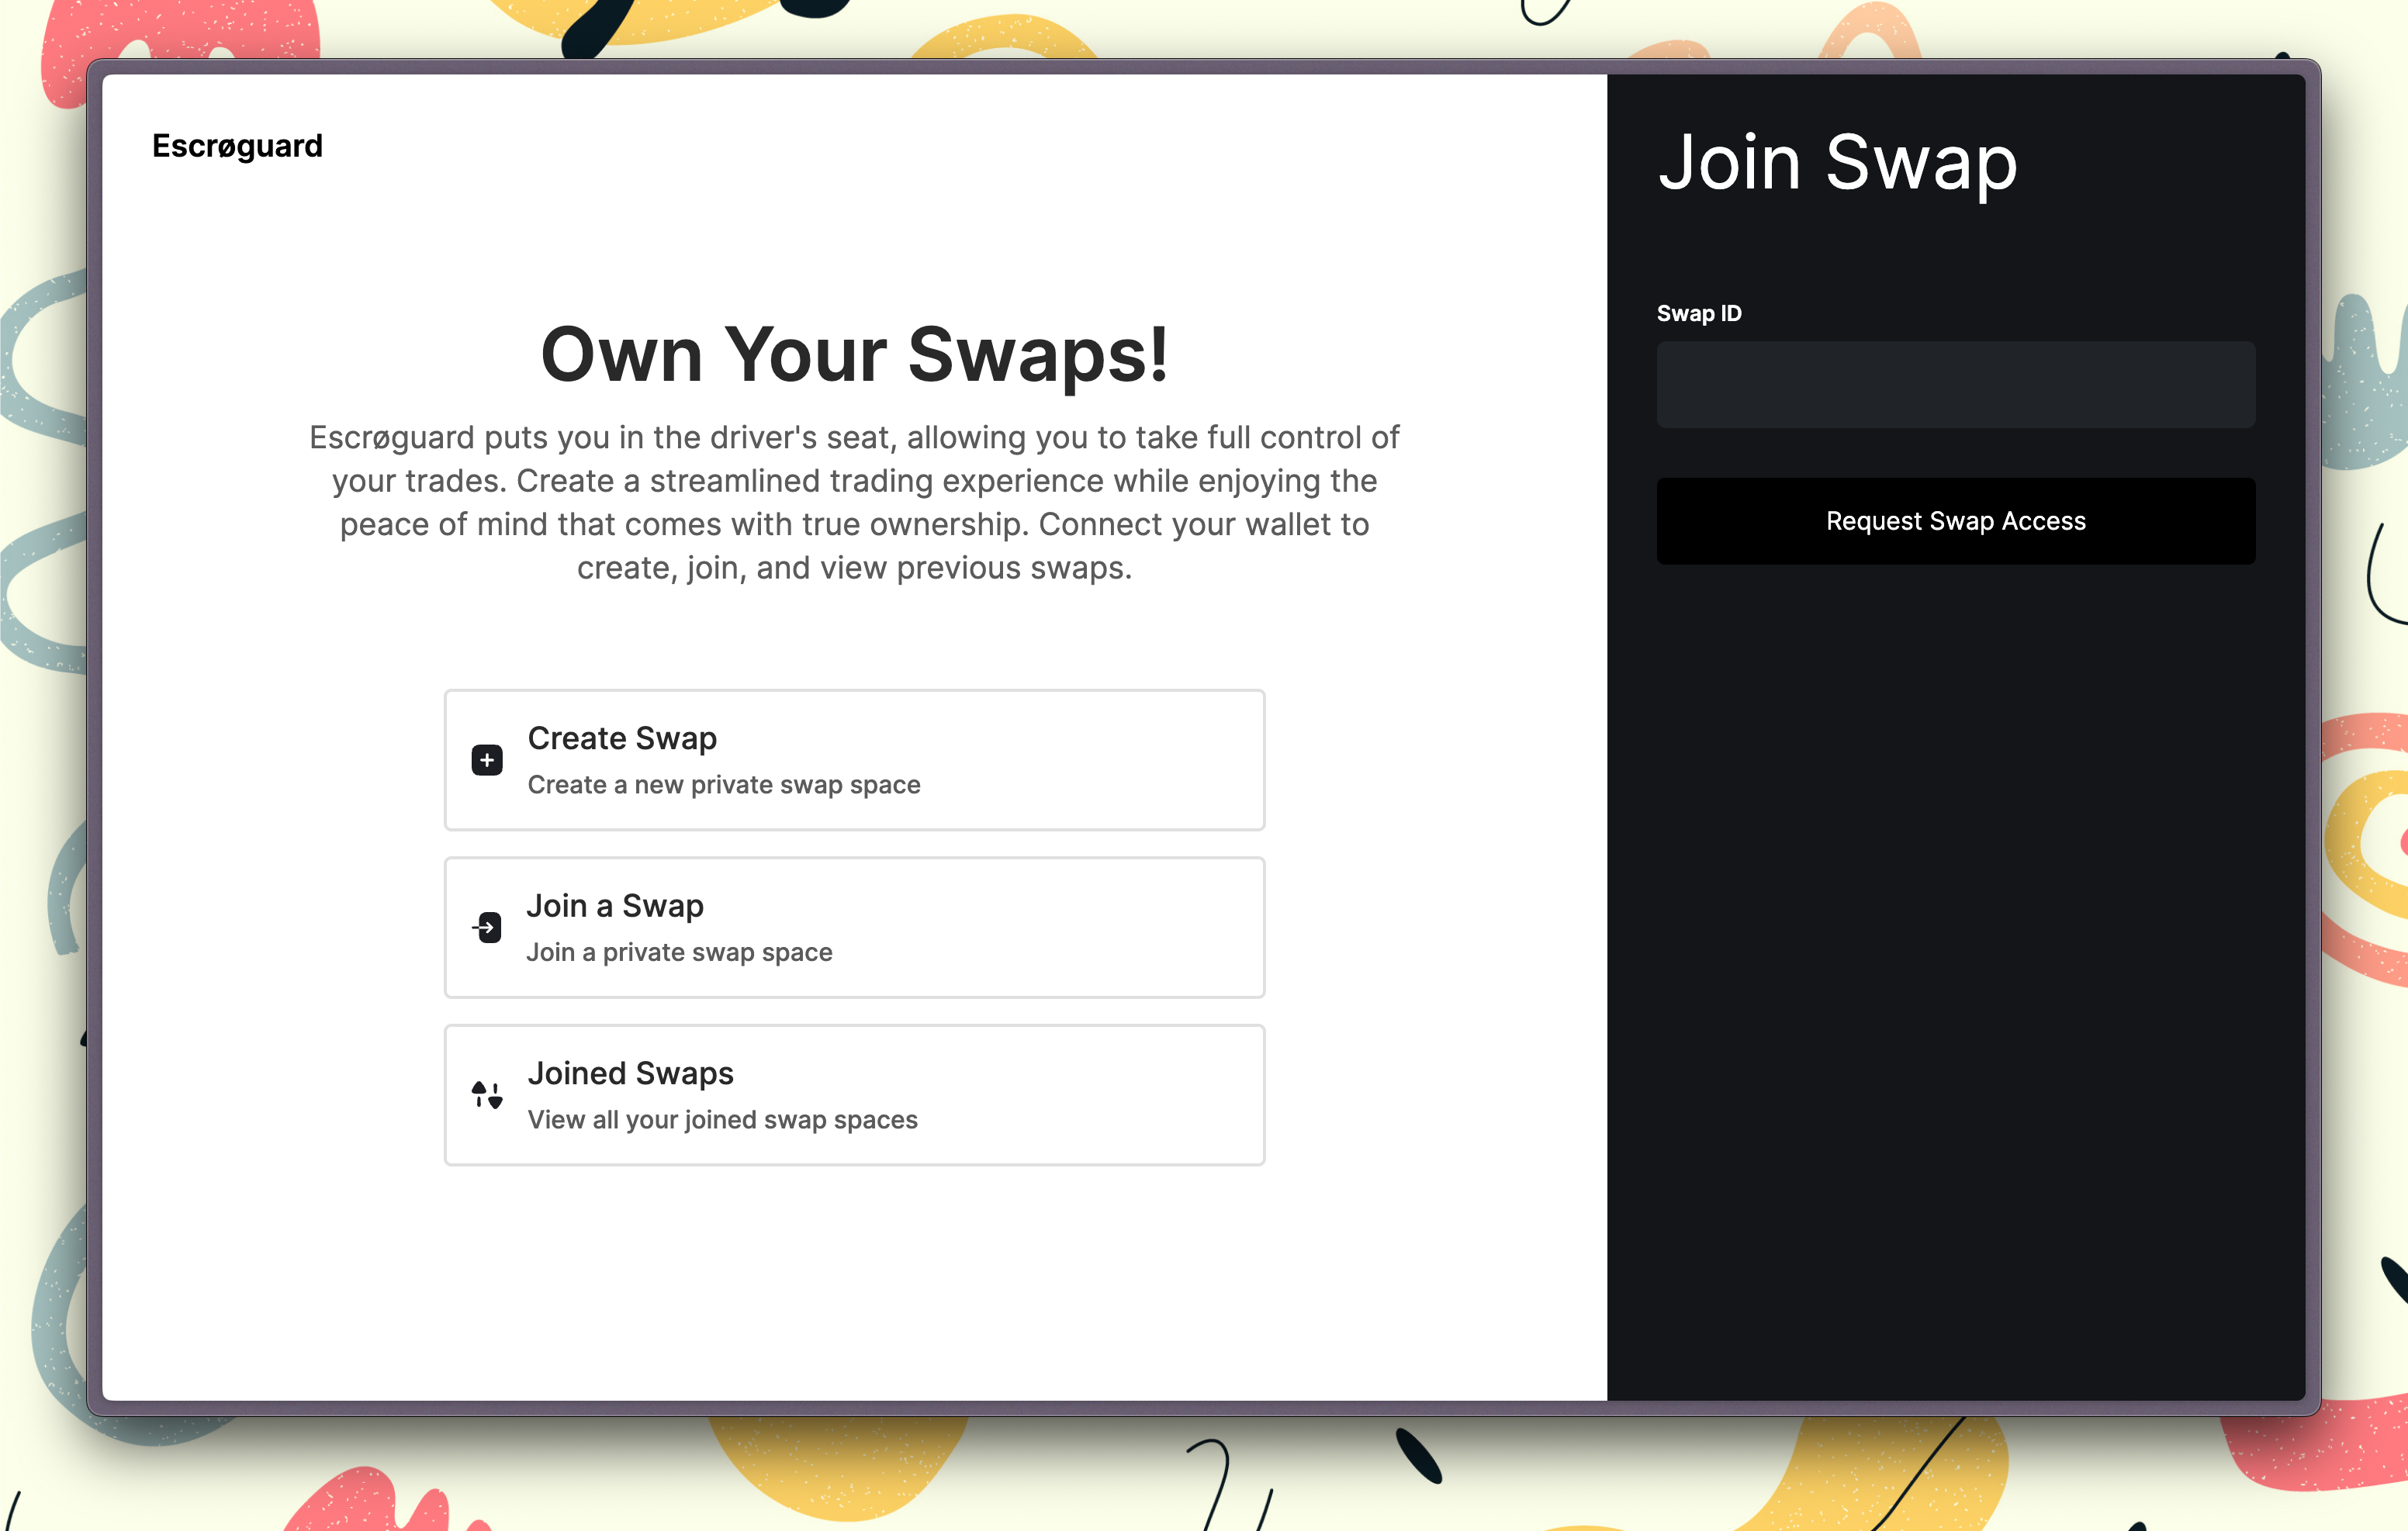 Escrøguard
Own Your Swaps!
Escrøguard puts you in the driver's seat, allowing you to take full control of
your trades. Create a streamlined trading experience while enjoying the
peace of mind that comes with true ownership. Connect your wallet to
create, join, and view previous swaps.
Create Swap
Create a new private swap space
Join a Swap
Join a private swap space
Joined Swaps
View all your joined swap spaces
Join Swap
Swap ID
Request Swap Access